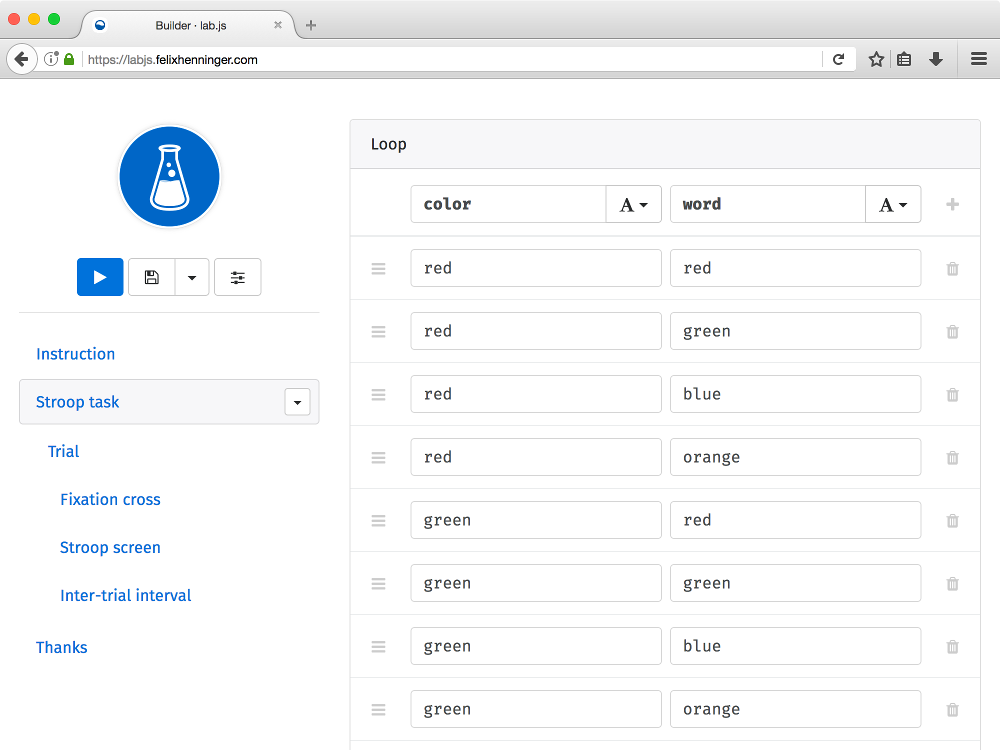 Builder · lab.js
https://labjs.felixhenninger.com
Loop
color A word A
red red
red green
red blue
red orange
green red
green green
green blue
green orange
Instruction
Stroop task
Trial
Fixation cross
Stroop screen
Inter-trial interval
Thanks